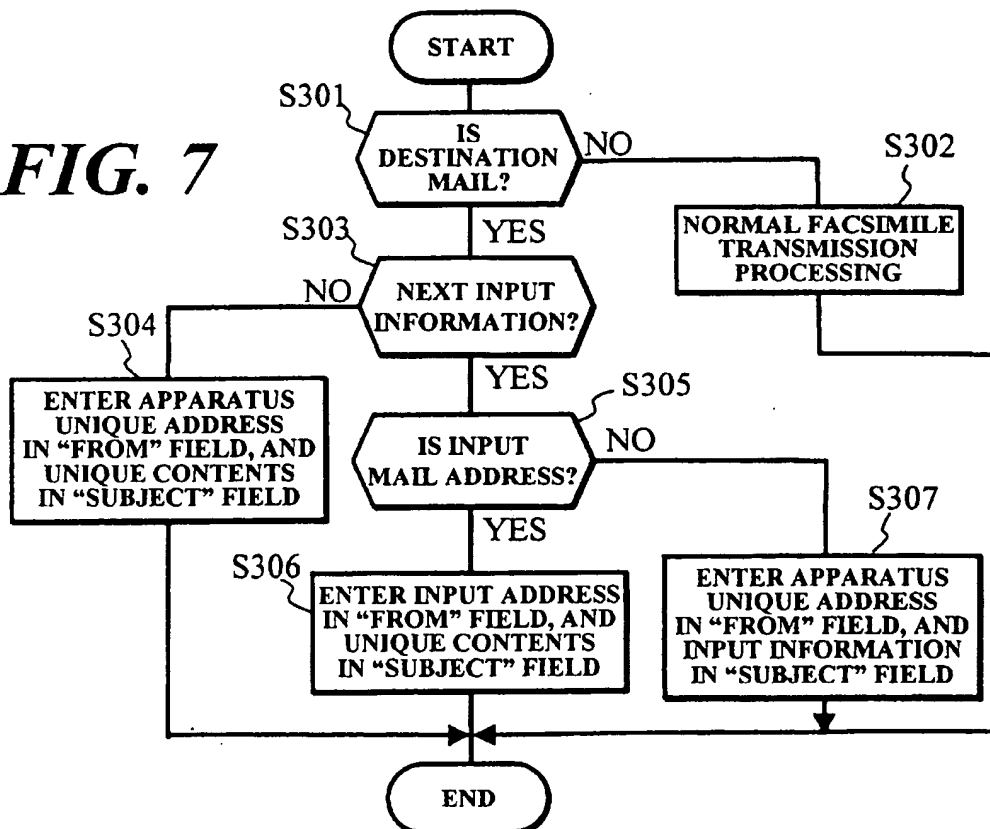 START
S301
FIG. 7
IS
DESTINATION
MAIL?
NO
S302
NORMAL FACSIMILE
TRANSMISSION
PROCESSING
YES
S303
NEXT INPUT
INFORMATION?
NO
S304
ENTER APPARATUS
UNIQUE ADDRESS
IN “FROM” FIELD, AND
UNIQUE CONTENTS
IN “SUBJECT” FIELD
YES
S305
IS INPUT
MAIL ADDRESS?
NO
YES
S306
ENTER INPUT ADDRESS
IN “FROM” FIELD, AND
UNIQUE CONTENTS
IN “SUBJECT” FIELD
S307
ENTER APPARATUS
UNIQUE ADDRESS
IN “FROM” FIELD, AND
INPUT INFORMATION
IN “SUBJECT” FIELD
END